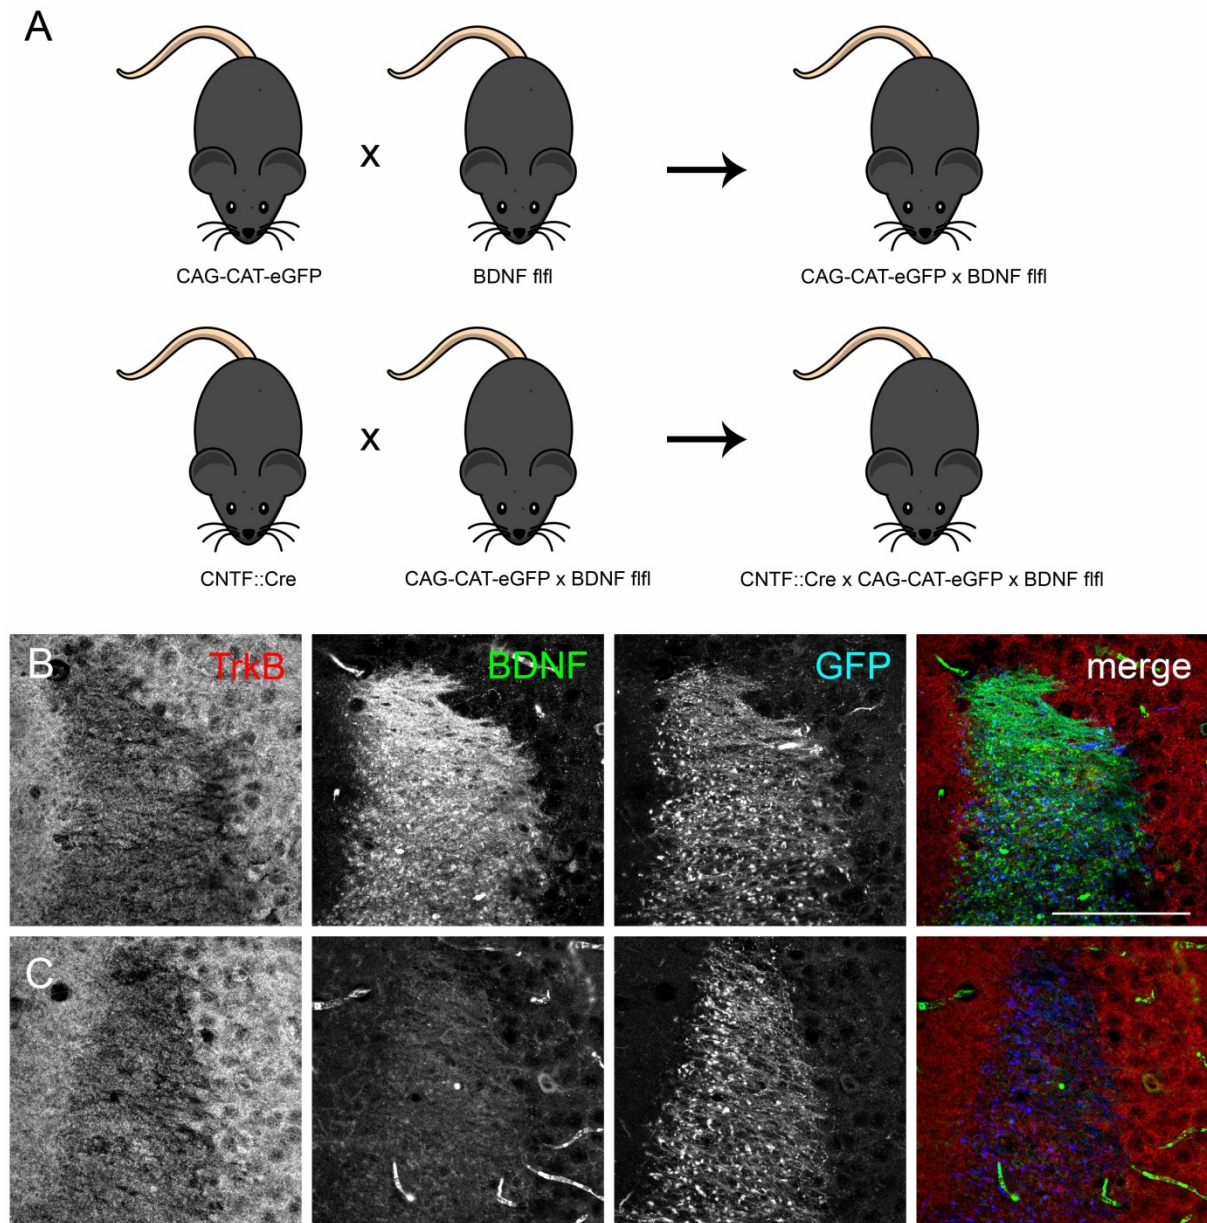 A
x
CAG-CAT-eGFP
BDNF flfl
CAG-CAT-eGFP x BDNF flfl
x
CNTF::Cre
CAG-CAT-eGFP x BDNF flfl
CNTF::Cre x CAG-CAT-eGFP x BDNF flfl
B
TrkB
BDNF
GFP
merge
C